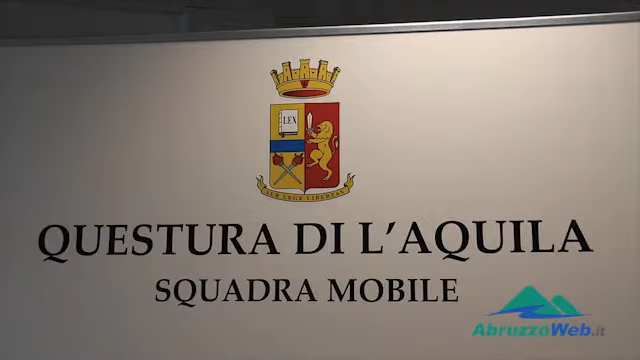 LEX
SUB LEGE LIBERTAS
QUESTURA DI L'AQUILA
SQUADRA MOBILE
AbruzzoWeb.it